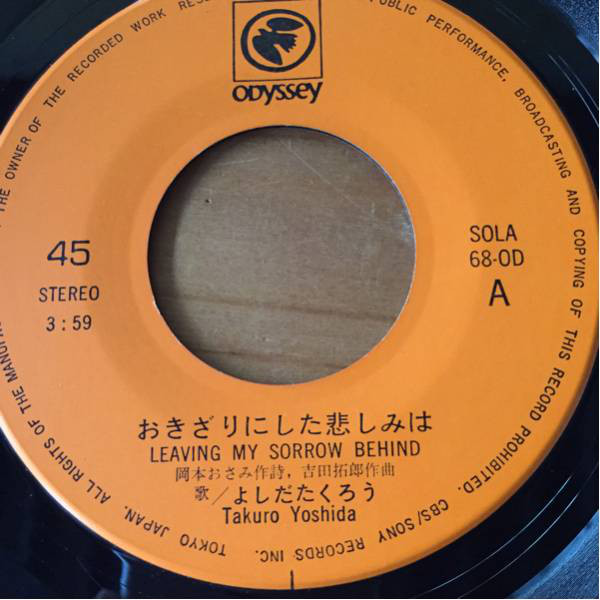 ODYSSEY
45
STEREO
3:59
SOLA
68-OD
A
おきざりにした悲しみは
LEAVING MY SORROW BEHIND
岡本おさみ作詩，吉田拓郎作曲
歌/よしだたくろう
Takuro Yoshida
ALL RIGHTS OF THE MANUFA
THE OWNER OF THE RECORDED WORK RESE
PUBLIC PERFORMANCE, BROADCASTING AND COPYING OF THIS RECORD PROHIBITED. CBS/SONY RECORDS INC. TOKYO JAPAN.